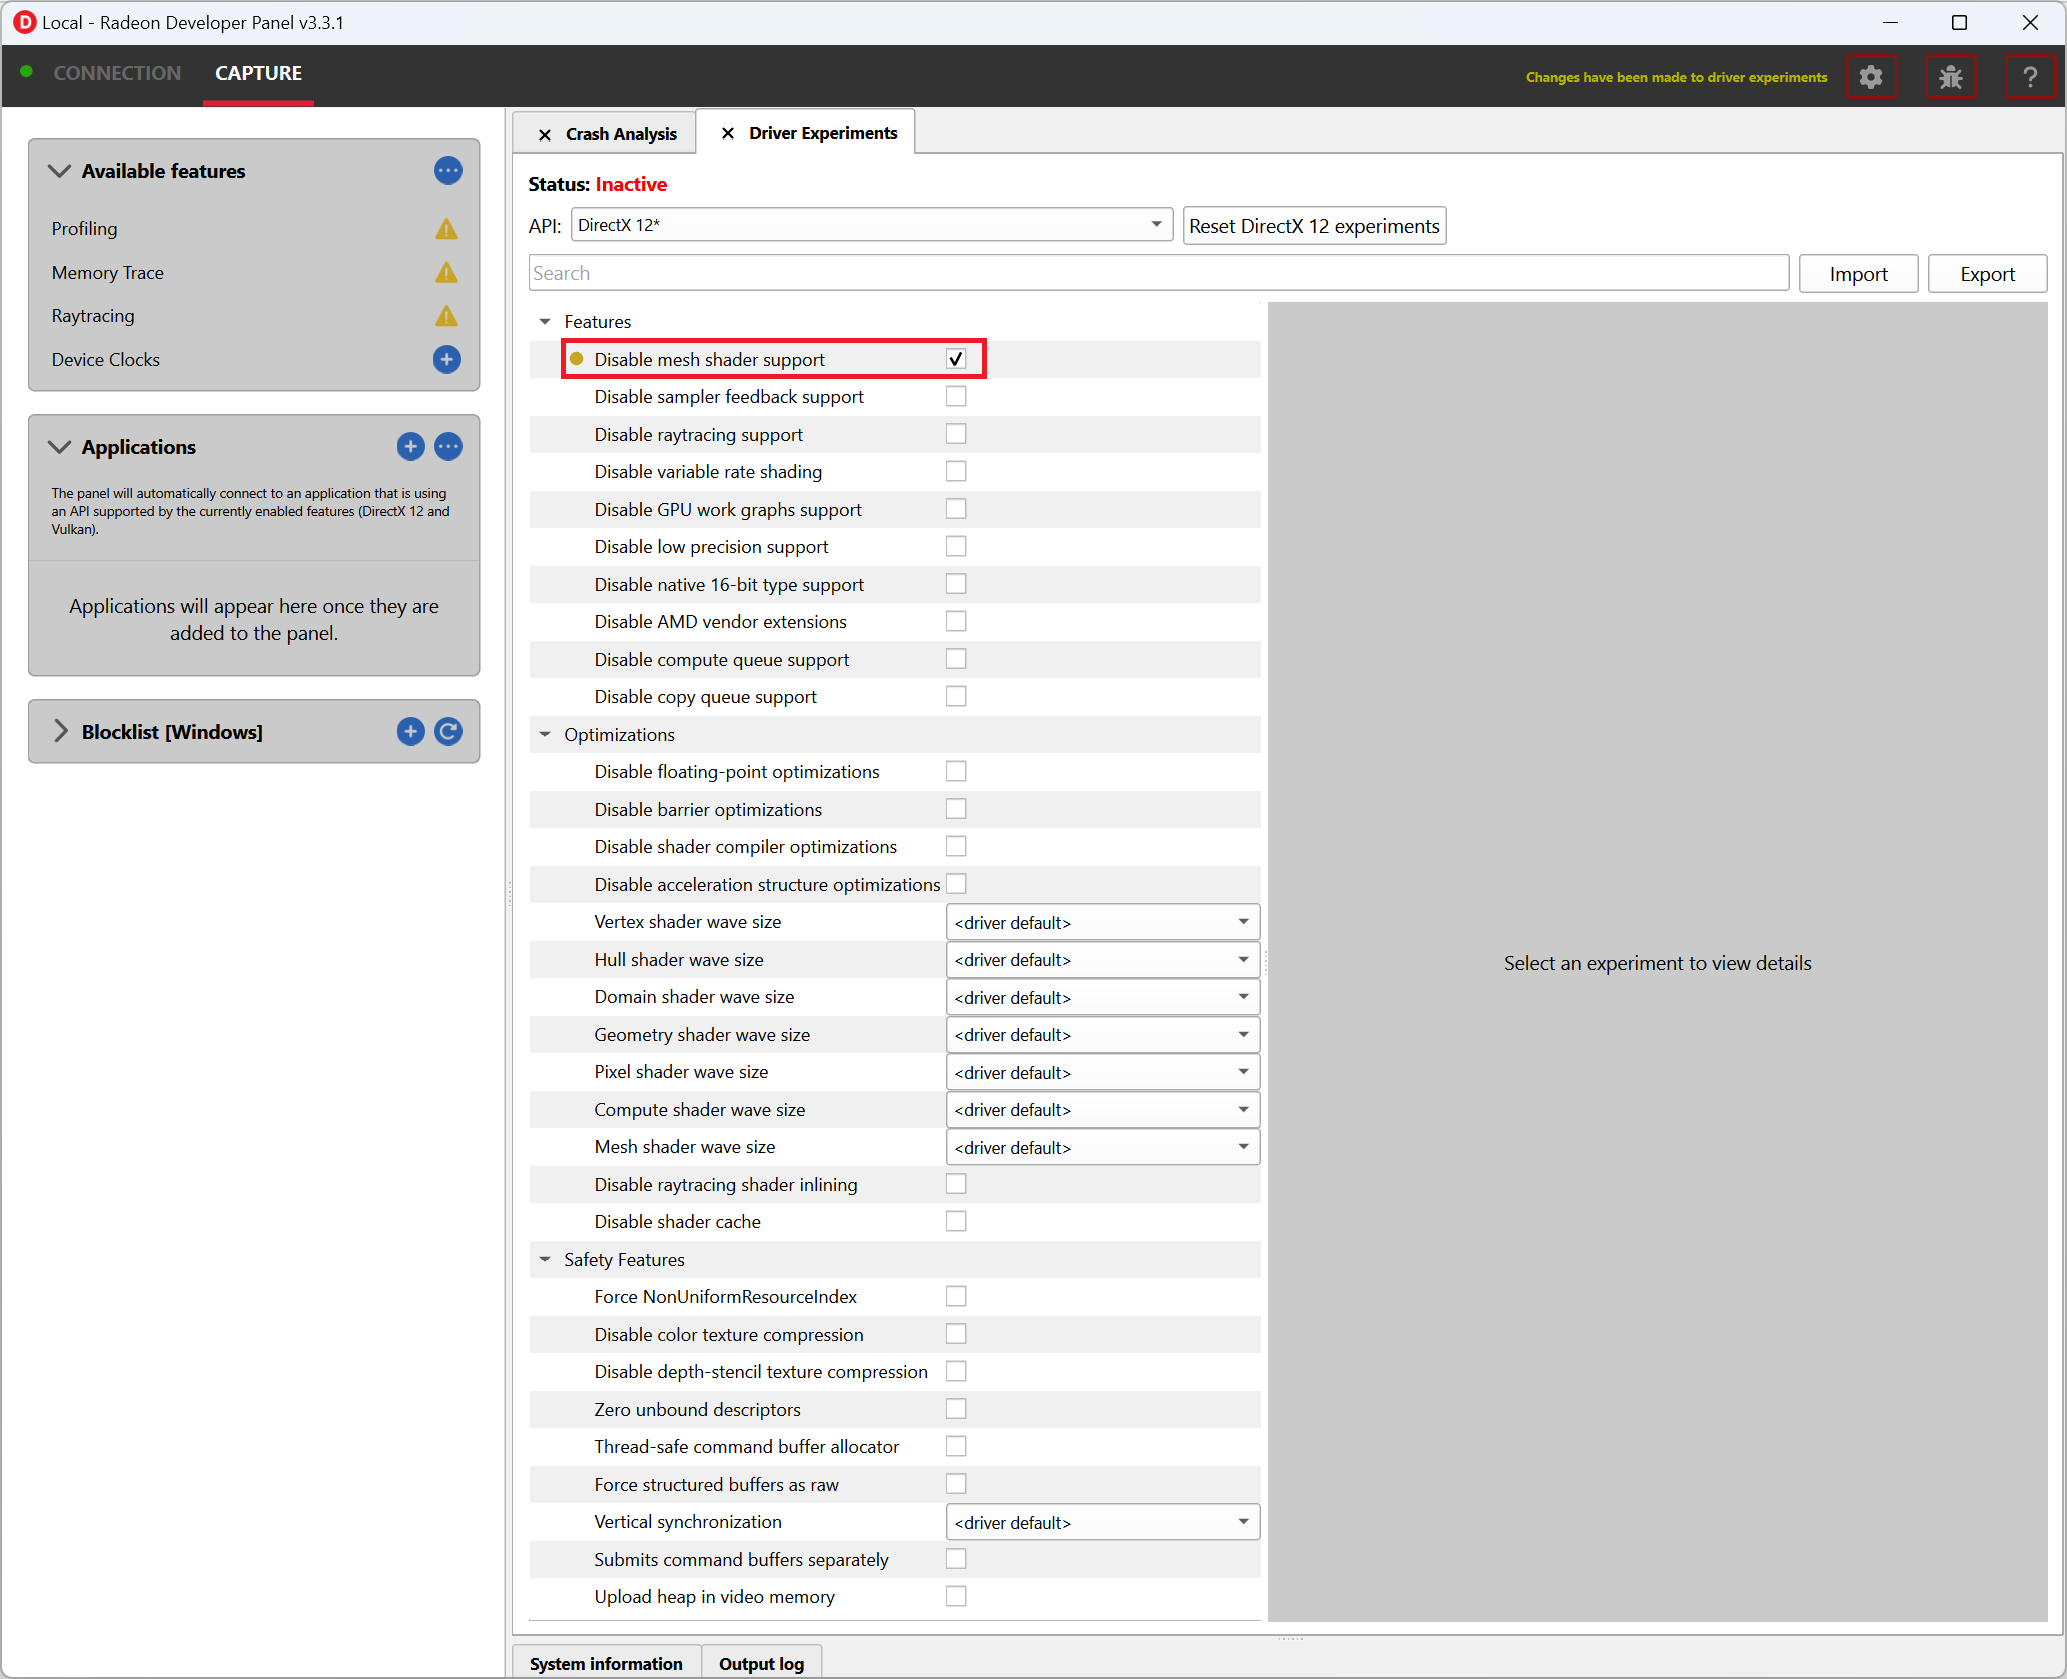 Local - Radeon Developer Panel v3.3.1
CONNECTION
CAPTURE
Changes have been made to driver experiments
Available features
Profiling
Memory Trace
Raytracing
Device Clocks
Applications
The panel will automatically connect to an application that is using
an API supported by the currently enabled features (DirectX 12 and
Vulkan).
Applications will appear here once they are
added to the panel.
Blocklist [Windows]
Crash Analysis
Driver Experiments
Status: Inactive
API: DirectX 12*
Reset DirectX 12 experiments
Search
Import
Export
Features
Disable mesh shader support
Disable sampler feedback support
Disable raytracing support
Disable variable rate shading
Disable GPU work graphs support
Disable low precision support
Disable native 16-bit type support
Disable AMD vendor extensions
Disable compute queue support
Disable copy queue support
Optimizations
Disable floating-point optimizations
Disable barrier optimizations
Disable shader compiler optimizations
Disable acceleration structure optimizations
Vertex shader wave size <driver default>
Hull shader wave size <driver default>
Domain shader wave size <driver default>
Geometry shader wave size <driver default>
Pixel shader wave size <driver default>
Compute shader wave size <driver default>
Mesh shader wave size <driver default>
Disable raytracing shader inlining
Disable shader cache
Safety Features
Force NonUniformResourceIndex
Disable color texture compression
Disable depth-stencil texture compression
Zero unbound descriptors
Thread-safe command buffer allocator
Force structured buffers as raw
Vertical synchronization <driver default>
Submits command buffers separately
Upload heap in video memory
Select an experiment to view details
System information
Output log